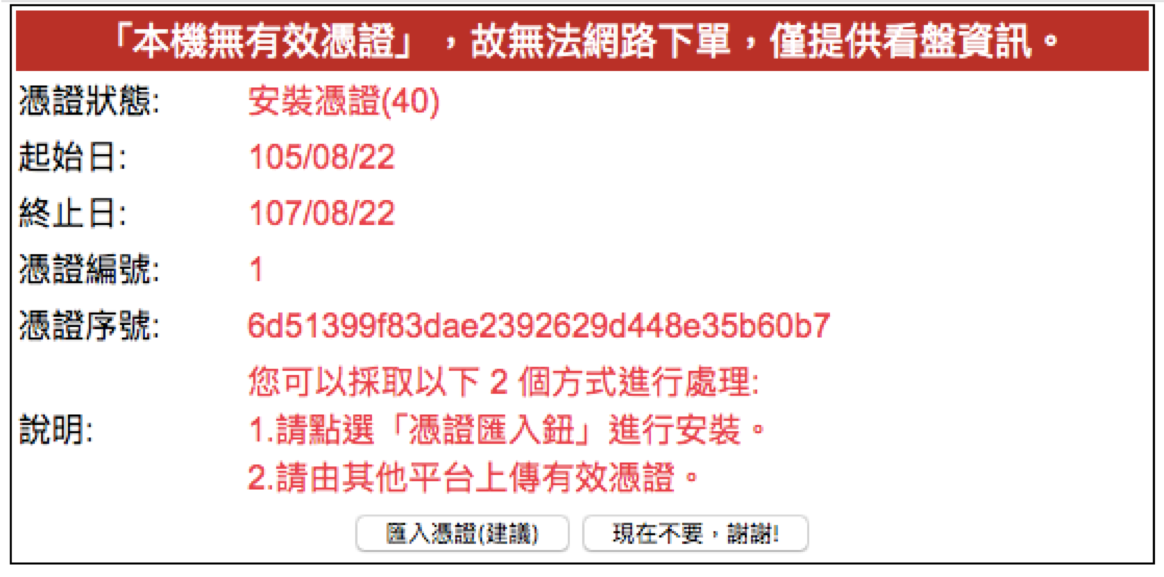 「本機無有效憑證」，故無法網路下單，僅提供看盤資訊。
憑證狀態: 安裝憑證(40)
起始日: 105/08/22
終止日: 107/08/22
憑證編號: 1
憑證序號: 6d51399f83dae2392629d448e35b60b7
說明: 您可以採取以下 2 個方式進行處理:
1.請點選「憑證匯入鈕」進行安裝。
2.請由其他平台上傳有效憑證。
匯入憑證(建議) 現在不要，謝謝!